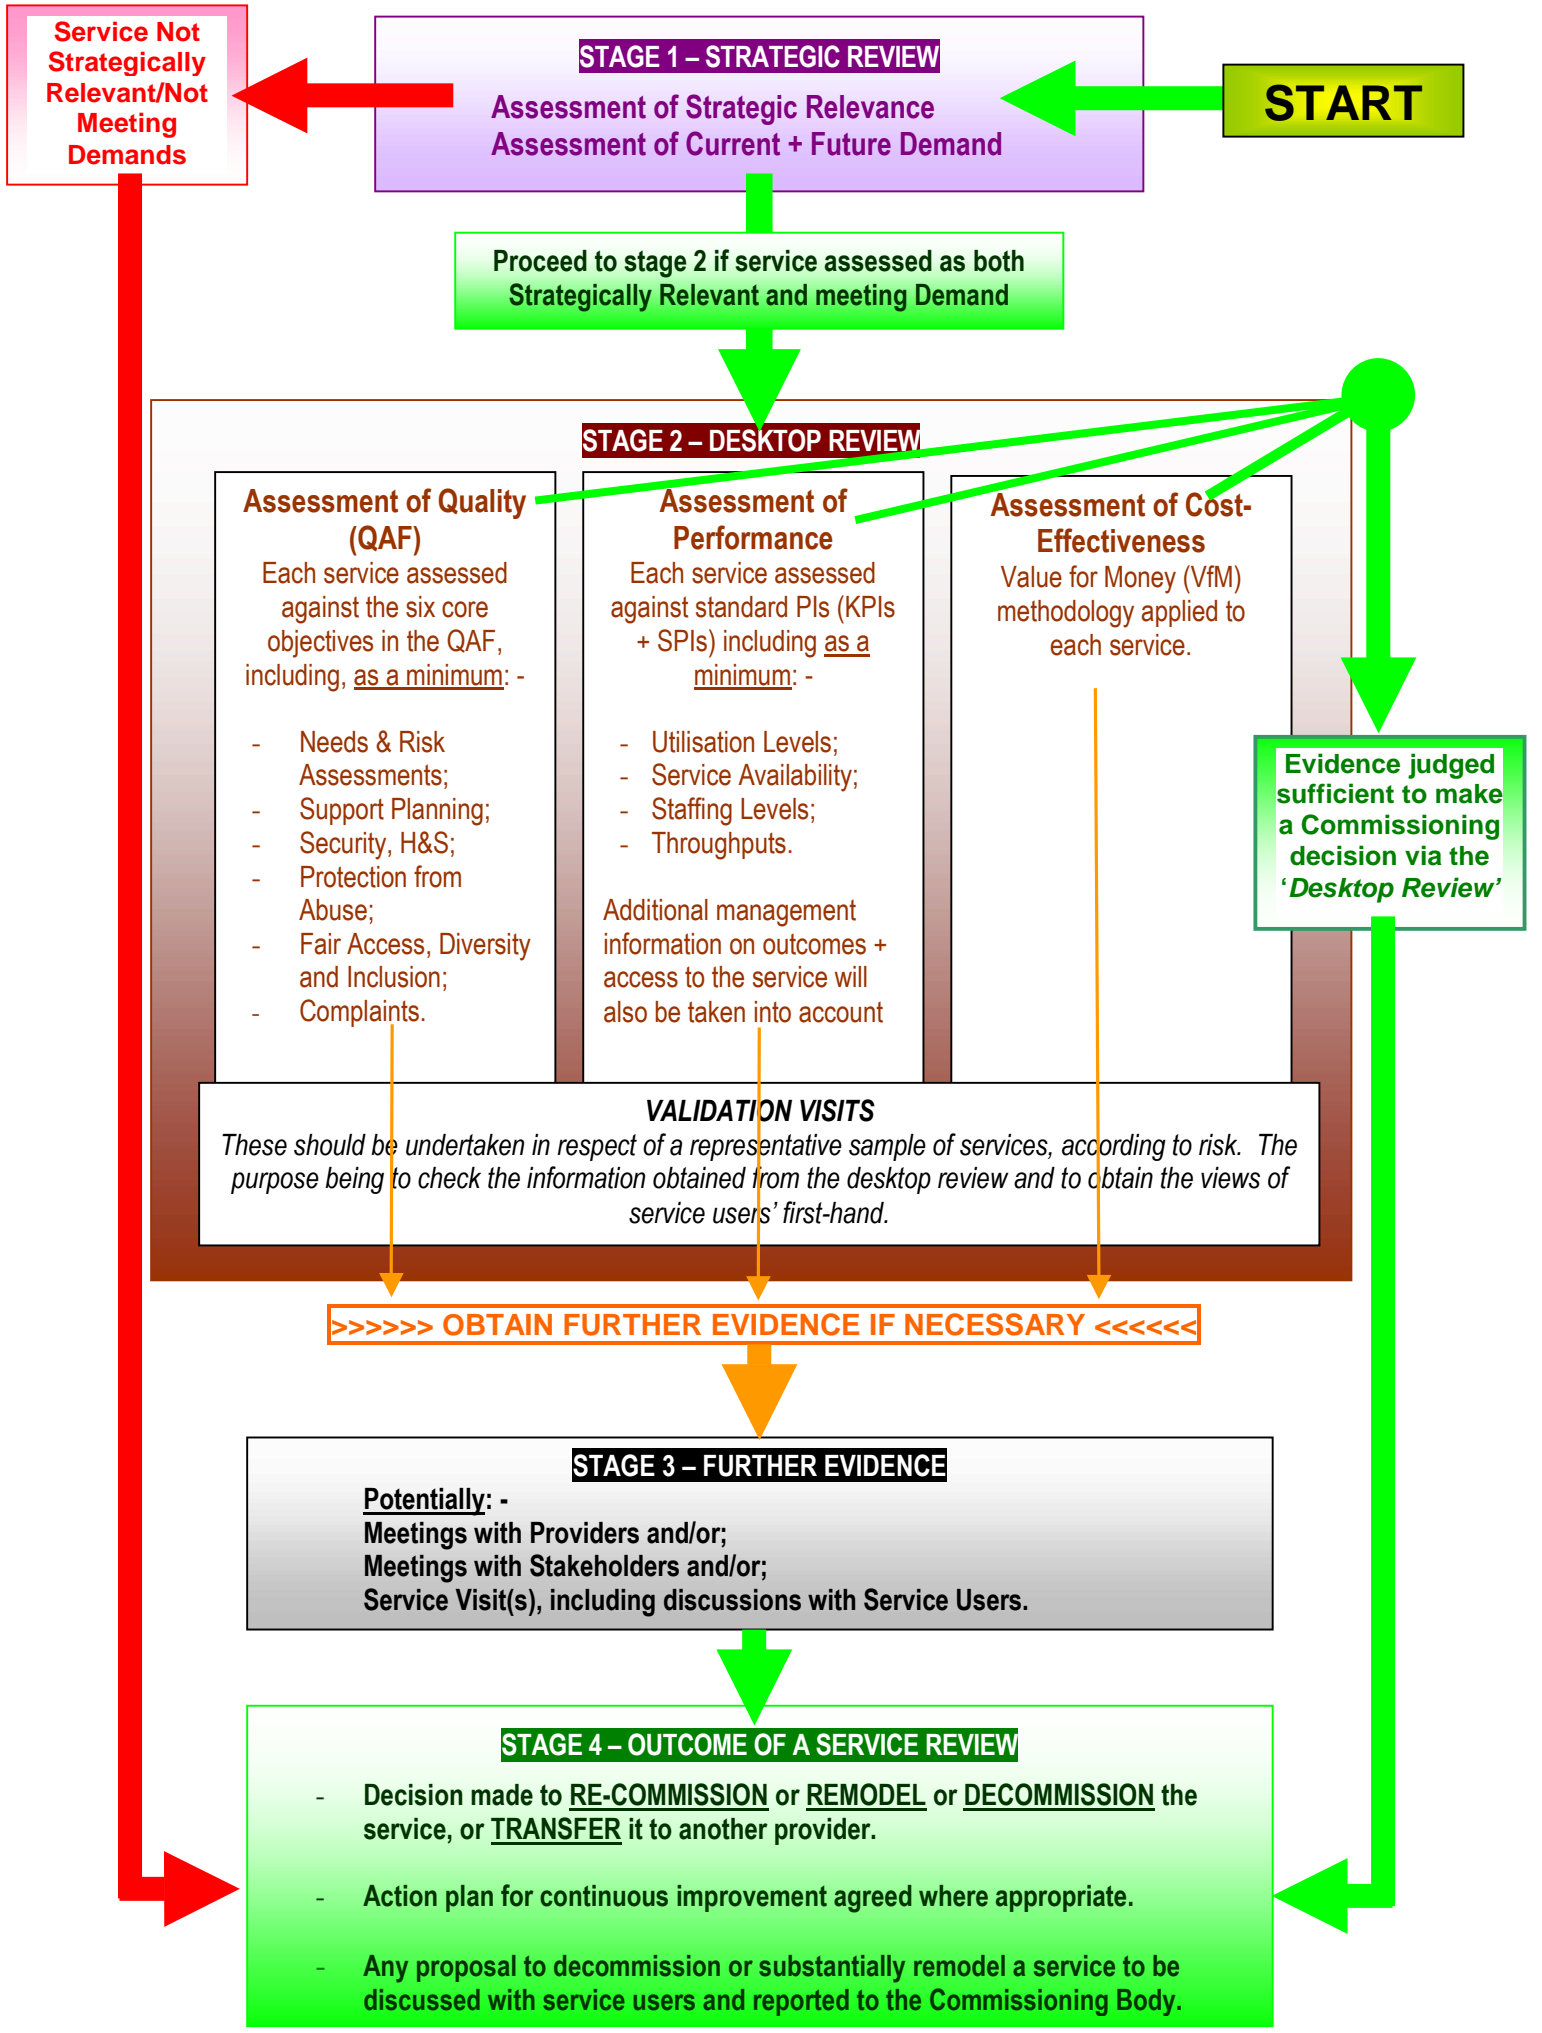 Service Not
Strategically
Relevant/Not
Meeting
Demands
STAGE 1 – STRATEGIC REVIEW
Assessment of Strategic Relevance
Assessment of Current + Future Demand
START
Proceed to stage 2 if service assessed as both
Strategically Relevant and meeting Demand
STAGE 2 – DESKTOP REVIEW
Assessment of Quality
(QAF)
Each service assessed
against the six core
objectives in the QAF,
including, as a minimum: -
- Needs & Risk
Assessments;
- Support Planning;
- Security, H&S;
- Protection from
Abuse;
- Fair Access, Diversity
and Inclusion;
- Complaints.
Assessment of
Performance
Each service assessed
against standard PIs (KPIs
+ SPIs) including as a
minimum: -
- Utilisation Levels;
- Service Availability;
- Staffing Levels;
- Throughputs.
Additional management
information on outcomes +
access to the service will
also be taken into account
Assessment of Cost-
Effectiveness
Value for Money (VfM)
methodology applied to
each service.
Evidence judged
sufficient to make
a Commissioning
decision via the
‘Desktop Review’
VALIDATION VISITS
These should be undertaken in respect of a representative sample of services, according to risk. The
purpose being to check the information obtained from the desktop review and to obtain the views of
service users’ first-hand.
>>>>>> OBTAIN FURTHER EVIDENCE IF NECESSARY <<<<<<
STAGE 3 – FURTHER EVIDENCE
Potentially: -
Meetings with Providers and/or;
Meetings with Stakeholders and/or;
Service Visit(s), including discussions with Service Users.
STAGE 4 – OUTCOME OF A SERVICE REVIEW
- Decision made to RE-COMMISSION or REMODEL or DECOMMISSION the
service, or TRANSFER it to another provider.
- Action plan for continuous improvement agreed where appropriate.
- Any proposal to decommission or substantially remodel a service to be
discussed with service users and reported to the Commissioning Body.